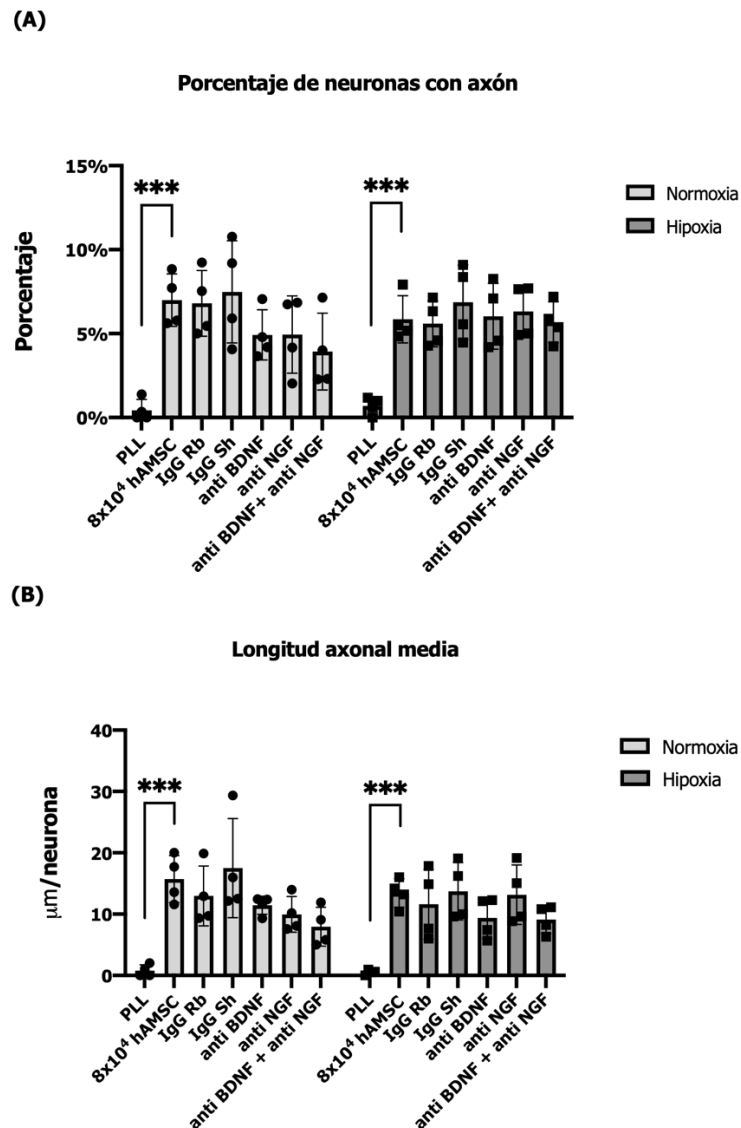 (A)
Porcentaje de neuronas con axón
Porcentaje
15%
10%
5%
0%
***
***
Normoxia
Hipoxia
PLL
8x10⁴ hAMSC
IgG Rb
IgG Sh
anti BDNF
anti NGF
anti BDNF+ anti NGF
PLL
8x10⁴ hAMSC
IgG Rb
IgG Sh
anti BDNF
anti NGF
anti BDNF+ anti NGF
(B)
Longitud axonal media
μm/neurona
40
30
20
10
0
***
***
Normoxia
Hipoxia
PLL
8x10⁴ hAMSC
IgG Rb
IgG Sh
anti BDNF
anti NGF
anti BDNF + anti NGF
PLL
8x10⁴ hAMSC
IgG Rb
IgG Sh
anti BDNF
anti NGF
anti BDNF + anti NGF